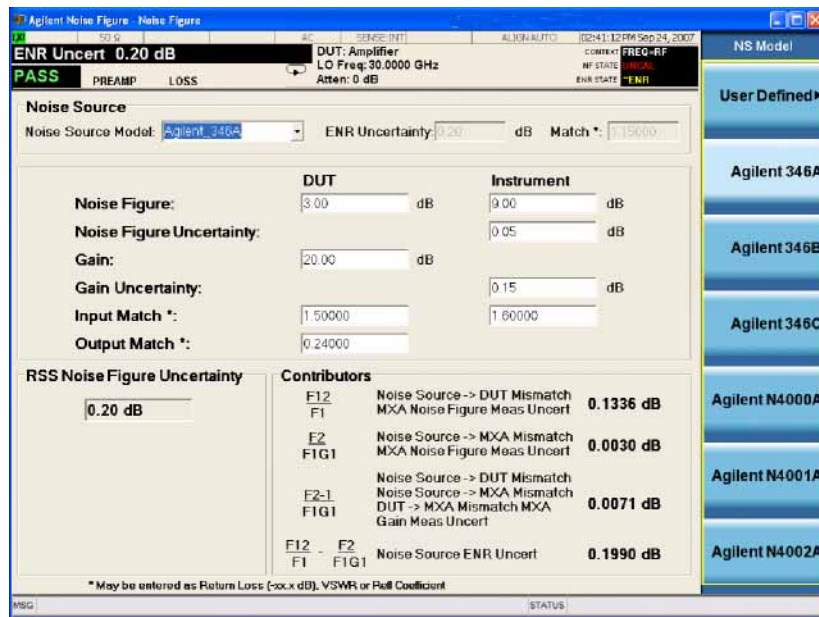 Agilent Noise Figure - Noise Figure
50 Ω AC SENSE:INT ALIGN AUTO 02:41:12 PM Sep 24, 2007
ENR Uncert 0.20 dB
DUT: Amplifier
LO Freq: 30.0000 GHz
Atten: 0 dB
CONTEXT FREQ=RF
NF STATE UNCAL
ENR STATE ~ENR
PASS PREAMP LOSS
NS Model
Noise Source
Noise Source Model: Agilent_346A ENR Uncertainty: 0.20 dB Match *: 1.15000
DUT Instrument
Noise Figure: 3.00 dB 9.00 dB
Noise Figure Uncertainty: 0.05 dB
Gain: 20.00 dB
Gain Uncertainty: 0.15 dB
Input Match *: 1.50000 1.60000
Output Match *: 0.24000
RSS Noise Figure Uncertainty
0.20 dB
Contributors
F12
F1
Noise Source -> DUT Mismatch
MXA Noise Figure Meas Uncert
0.1336 dB
F2
F1G1
Noise Source -> MXA Mismatch
MXA Noise Figure Meas Uncert
0.0030 dB
F2-1
F1G1
Noise Source -> DUT Mismatch
Noise Source -> MXA Mismatch
DUT -> MXA Mismatch MXA
Gain Meas Uncert
0.0071 dB
F12 - F2
F1 F1G1
Noise Source ENR Uncert 0.1990 dB
* May be entered as Return Loss (-xx.x dB), VSWR or Refl Coefficient
MSG STATUS
User Defined
Agilent 346A
Agilent 346B
Agilent 346C
Agilent N4000A
Agilent N4001A
Agilent N4002A